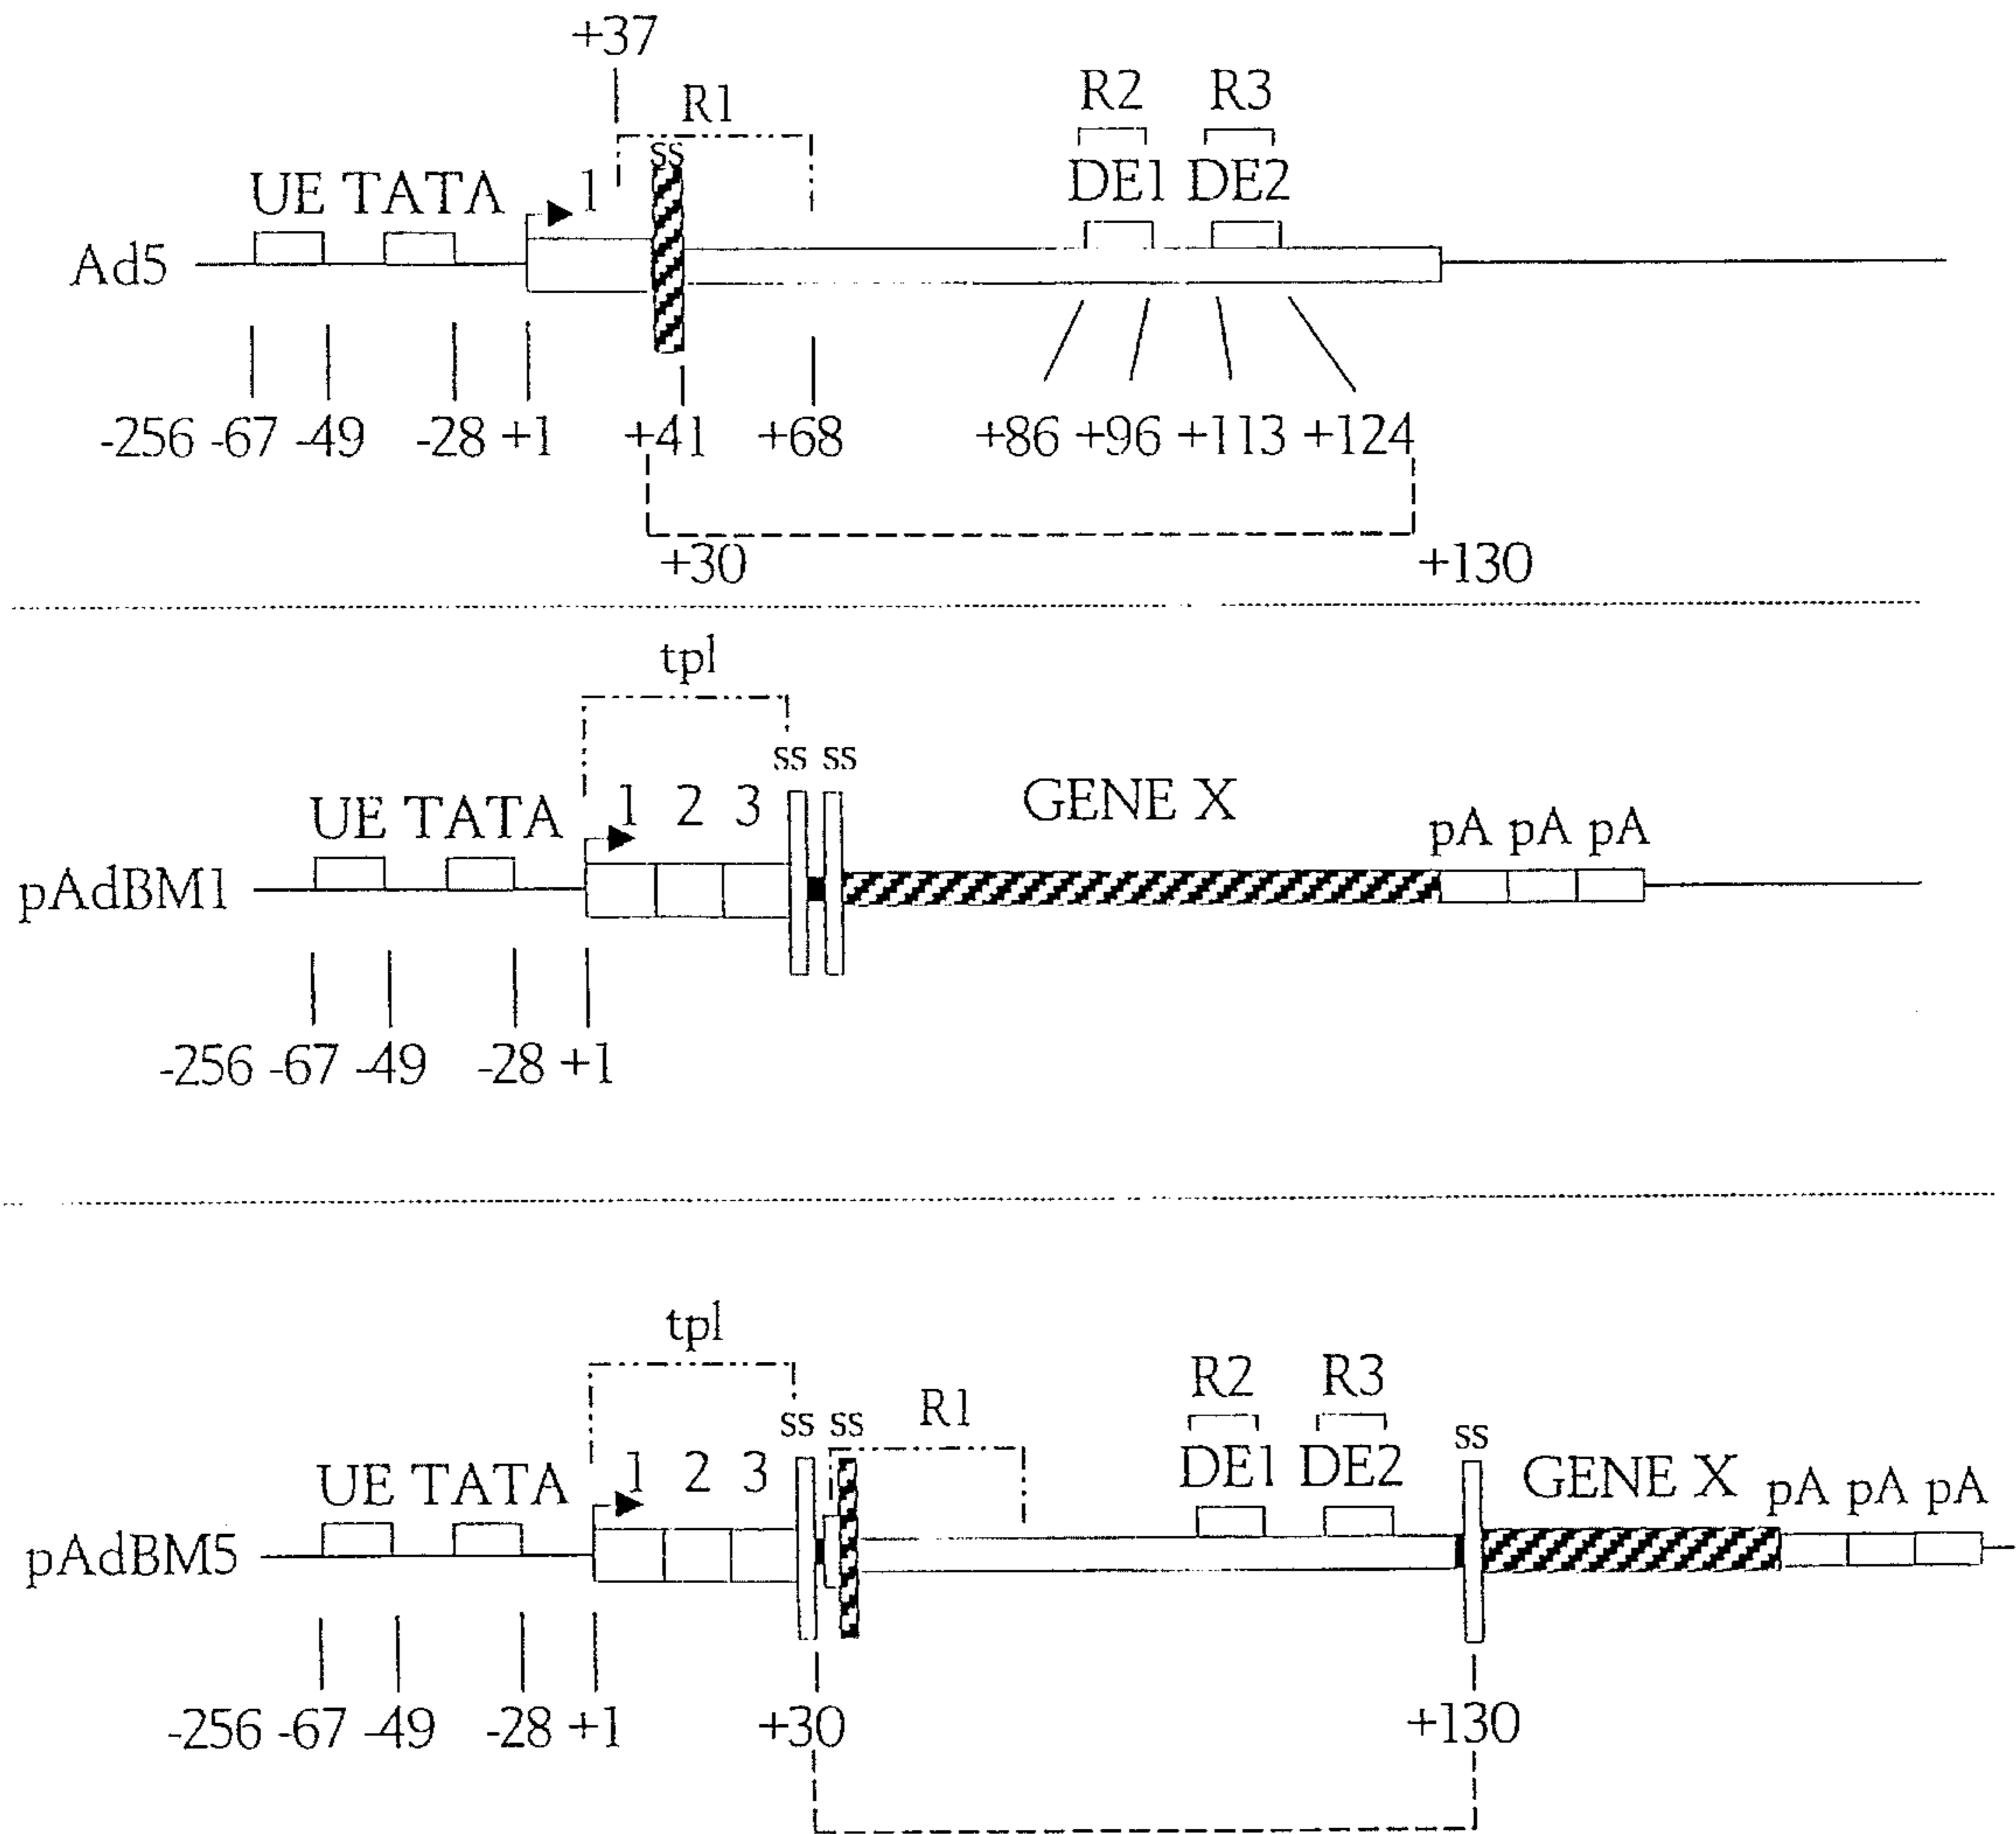 +37
R1
R2 R3
ss
DE1 DE2
UE TATA 1
Ad5
-256 -67 -49 -28 +1 +41 +68 +86 +96 +113 +124
+30 +130
tpl
ss ss
1 2 3 GENE X
UE TATA
pA pA pA
pAdBM1
-256 -67 -49 -28 +1
tpl
R2 R3
R1
ss ss
ss
DE1 DE2
1 2 3
UE TATA
GENE X pA pA pA
pAdBM5
-256 -67 -49 -28 +1 +30 +130